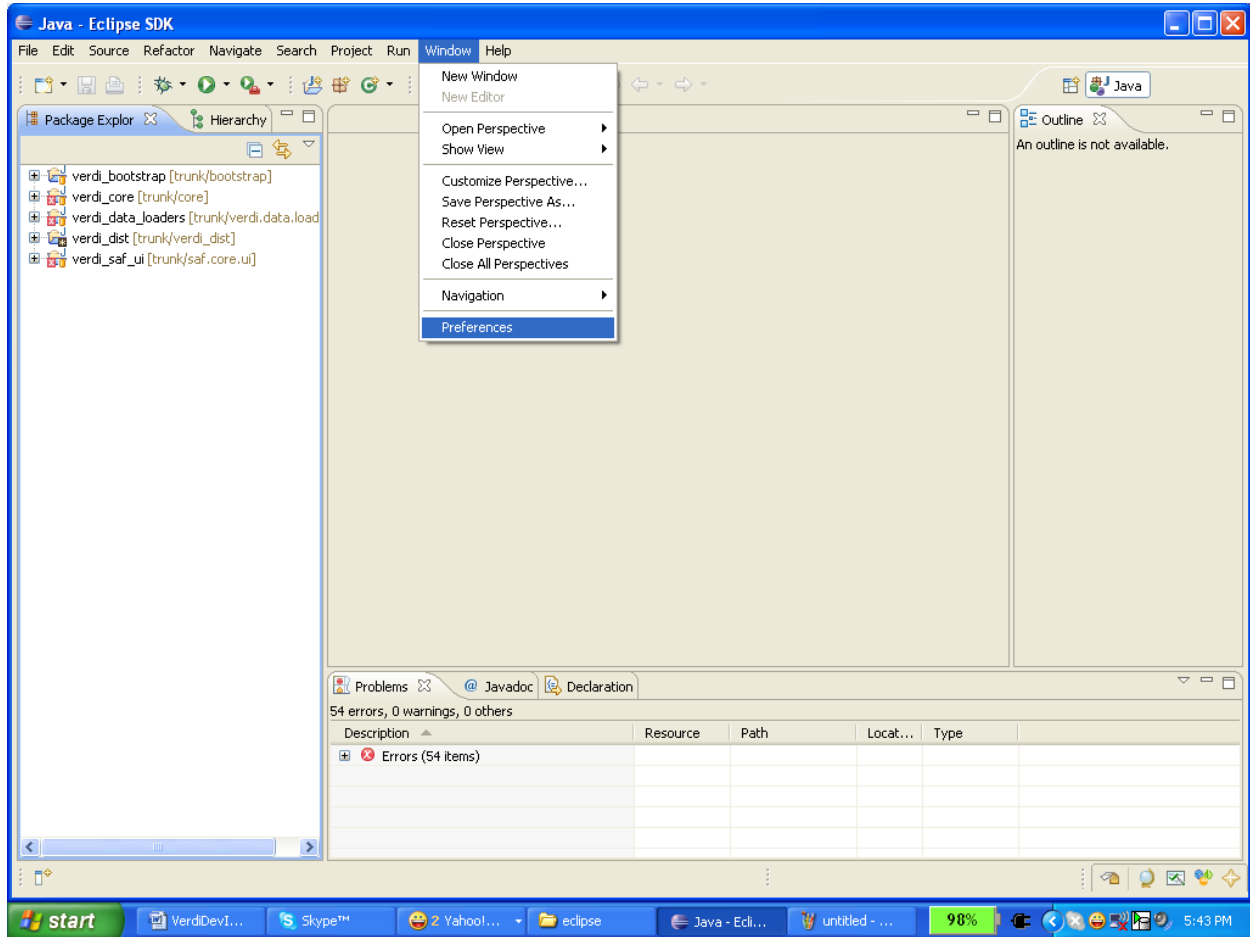 Java - Eclipse SDK
File Edit Source Refactor Navigate Search Project Run Window Help
New Window
New Editor
Open Perspective
Show View
Customize Perspective...
Save Perspective As...
Reset Perspective...
Close Perspective
Close All Perspectives
Navigation
Preferences
Java
Package Explor
Hierarchy
verdi_bootstrap [trunk/bootstrap]
verdi_core [trunk/core]
verdi_data_loaders [trunk/verdi.data.load
verdi_dist [trunk/verdi_dist]
verdi_saf_ui [trunk/saf.core.ui]
Outline
An outline is not available.
Problems @ Javadoc Declaration
54 errors, 0 warnings, 0 others
Description Resource Path Locat... Type
Errors (54 items)
start VerdiDevI... Skype™ 2 Yahoo!... eclipse Java - Ecli... untitled - ... 98% 5:43 PM